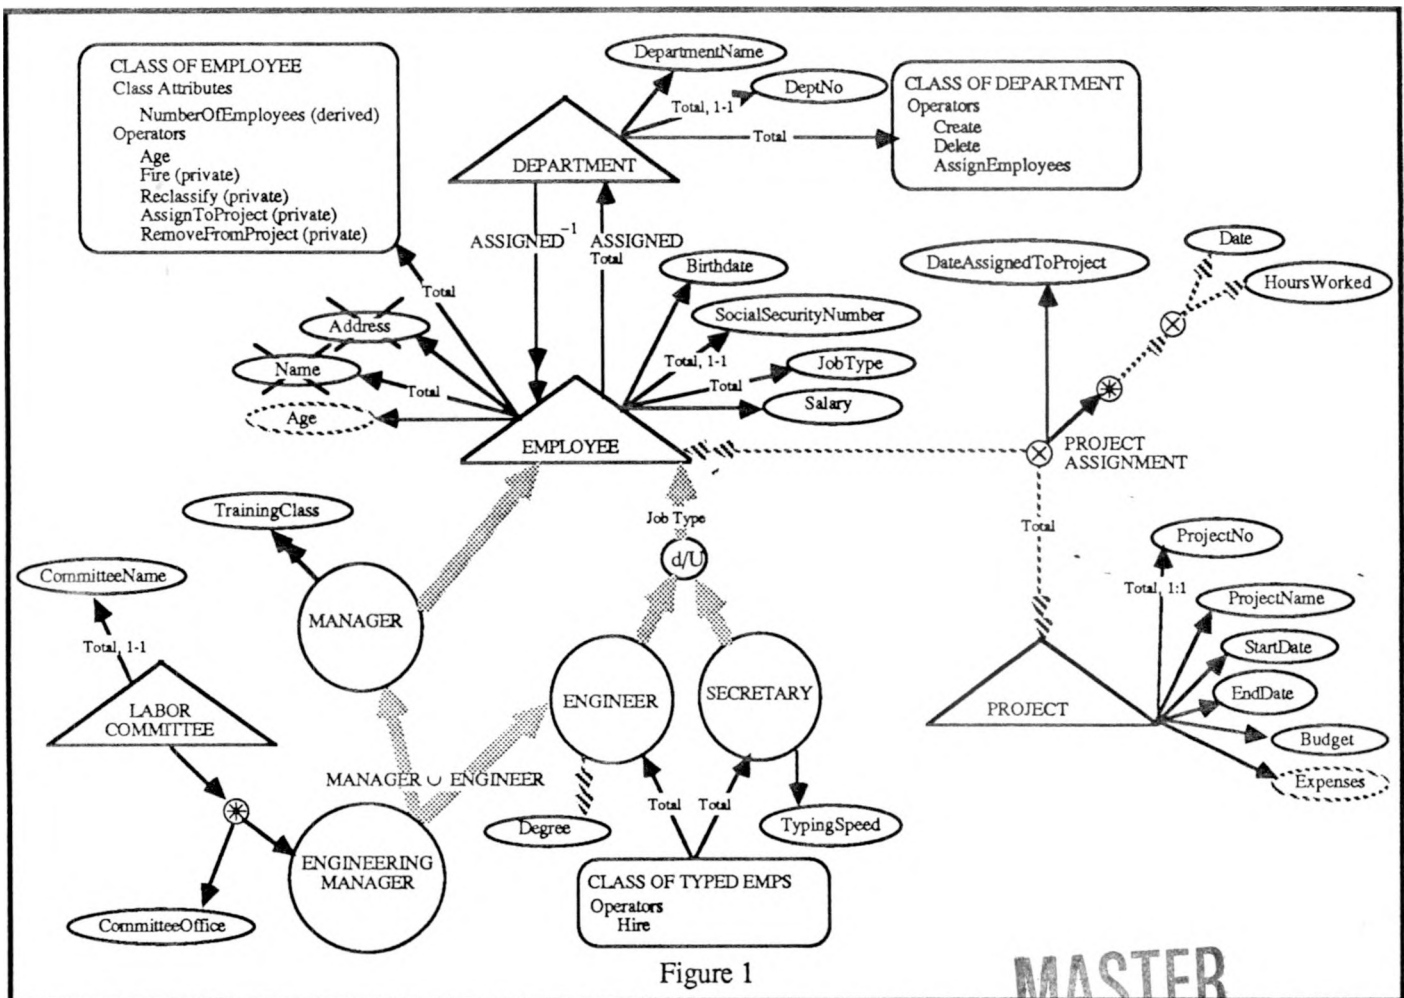 CLASS OF EMPLOYEE
Class Attributes
NumberOfEmployees (derived)
Operators
Age
Fire (private)
Reclassify (private)
AssignToProject (private)
RemoveFromProject (private)
DepartmentName
DeptNo
Total, 1-1
Total
CLASS OF DEPARTMENT
Operators
Create
Delete
AssignEmployees
DEPARTMENT
ASSIGNED⁻¹
ASSIGNED
Total
Date
HoursWorked
DateAssignedToProject
Birthdate
SocialSecurityNumber
Total, 1-1
JobType
Total
Salary
Total
Address
Name
Total
Age
EMPLOYEE
PROJECT
ASSIGNMENT
Total
TrainingClass
Job Type
d/U
CommitteeName
Total, 1-1
MANAGER
ProjectNo
Total, 1:1
ProjectName
StartDate
EndDate
Budget
Expenses
PROJECT
LABOR
COMMITTEE
ENGINEER
SECRETARY
MANAGER ∪ ENGINEER
Total
Total
Degree
TypingSpeed
ENGINEERING
MANAGER
CommitteeOffice
CLASS OF TYPED EMPS
Operators
Hire
Figure 1
MASTER